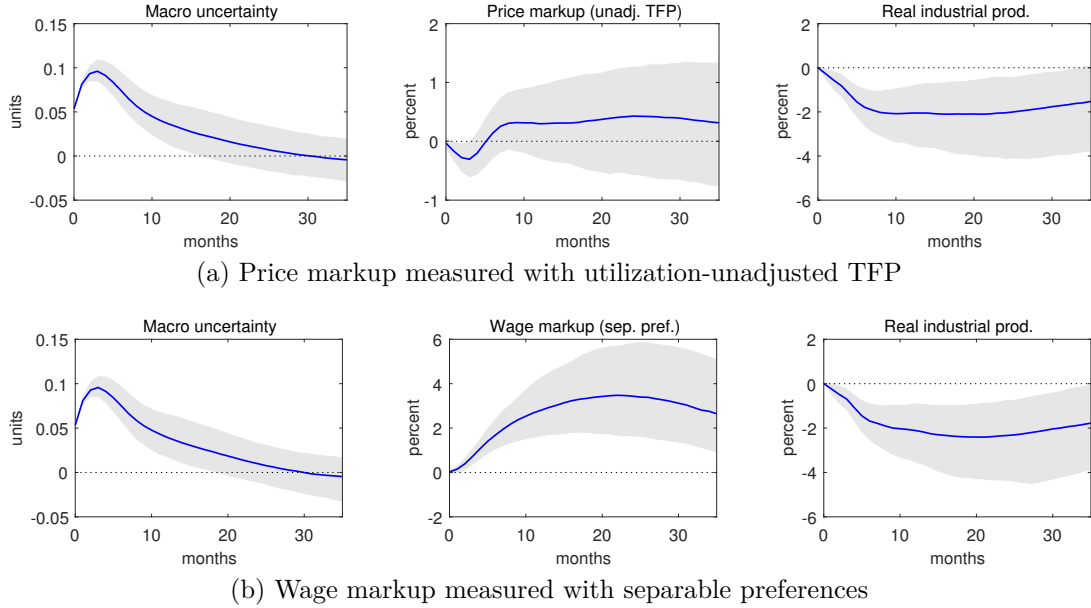 Macro uncertainty
0.15
0.1
0.05
0
-0.05
units
0 10 20 30
months
Price markup (unadj. TFP)
2
1
0
-1
percent
0 10 20 30
months
Real industrial prod.
2
0
-2
-4
-6
percent
0 10 20 30
months
(a) Price markup measured with utilization-unadjusted TFP
Macro uncertainty
0.15
0.1
0.05
0
-0.05
units
0 10 20 30
months
Wage markup (sep. pref.)
6
4
2
0
-2
percent
0 10 20 30
months
Real industrial prod.
2
0
-2
-4
-6
percent
0 10 20 30
months
(b) Wage markup measured with separable preferences